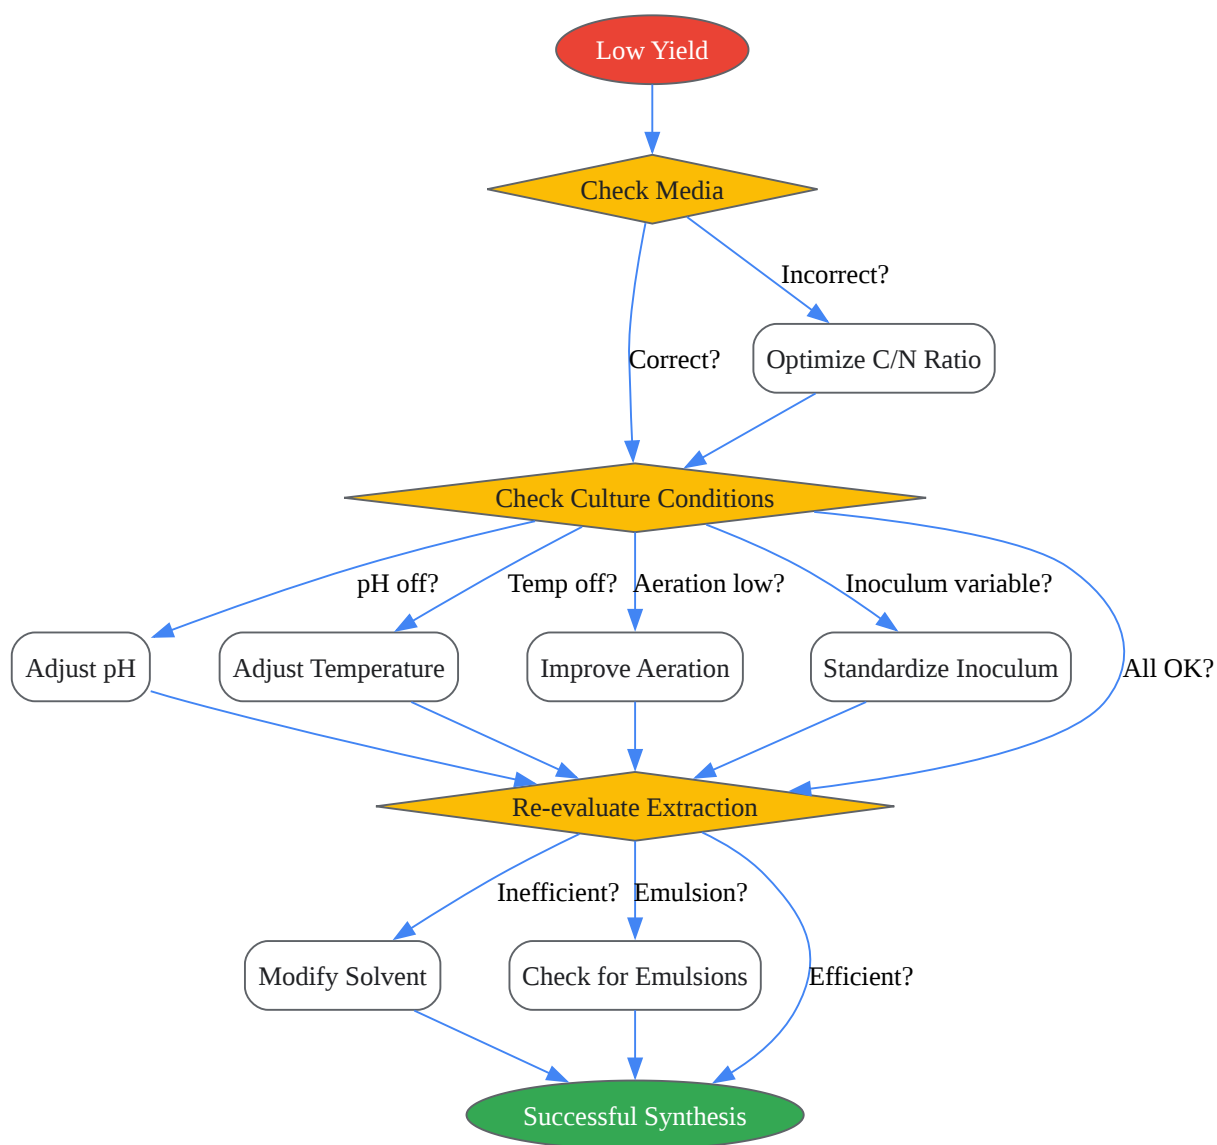 Low Yield
Check Media
Incorrect?
Correct?
Optimize C/N Ratio
Check Culture Conditions
pH off?
Temp off?
Aeration low?
Inoculum variable?
Adjust pH
Adjust Temperature
Improve Aeration
Standardize Inoculum
All OK?
Re-evaluate Extraction
Inefficient?
Emulsion?
Modify Solvent
Check for Emulsions
Efficient?
Successful Synthesis